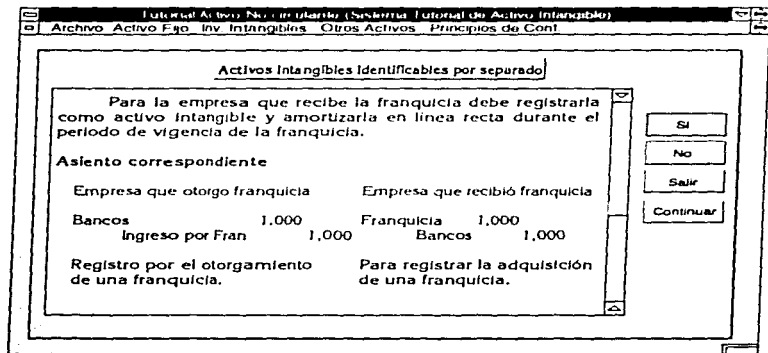 Tutorial Activo No circulante (Sistema Tutorial de Activo Intangible)
Archivo Activo Fijo Inv. Intangibles Otros Activos Principios de Cont
Activos Intangibles Identificables por separado
Para la empresa que recibe la franquicia debe registrarla
como activo intangible y amortizarla en línea recta durante el
periodo de vigencia de la franquicia.
Asiento correspondiente
Empresa que otorgo franquicia Empresa que recibió franquicia
Bancos 1,000 Franquicia 1,000
Ingreso por Fran 1,000 Bancos 1,000
Registro por el otorgamiento Para registrar la adquisición
de una franquicia. de una franquicia.
Si
No
Salir
Continuar